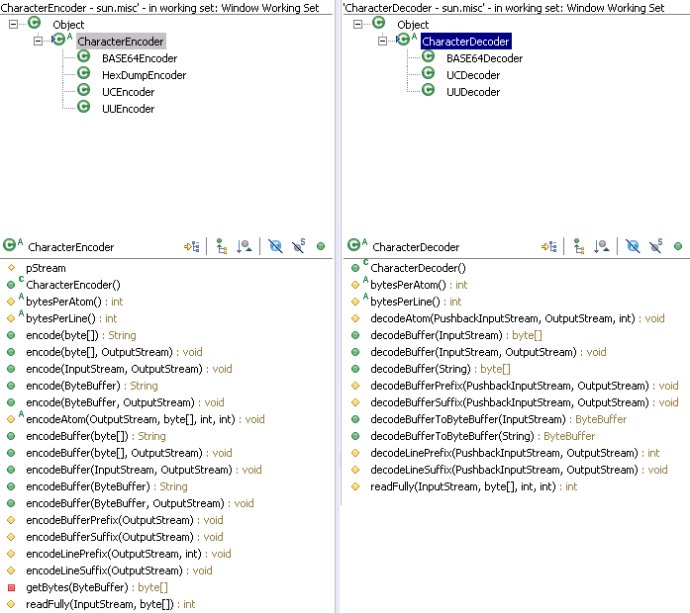 CharacterEncoder - sun.misc' - in working set: Window Working Set
Object
A CharacterEncoder
BASE64Encoder
HexDumpEncoder
UCEncoder
UUEncoder
A CharacterEncoder
pStream
C CharacterEncoder()
A bytesPerAtom() : int
A bytesPerLine() : int
encode(byte[]) : String
encode(byte[], OutputStream) : void
encode(InputStream, OutputStream) : void
encode(ByteBuffer) : String
encode(ByteBuffer, OutputStream) : void
A encodeAtom(OutputStream, byte[], int, int) : void
encodeBuffer(byte[]) : String
encodeBuffer(byte[], OutputStream) : void
encodeBuffer(InputStream, OutputStream) : void
encodeBuffer(ByteBuffer) : String
encodeBuffer(ByteBuffer, OutputStream) : void
encodeBufferPrefix(OutputStream) : void
encodeBufferSuffix(OutputStream) : void
encodeLinePrefix(OutputStream, int) : void
encodeLineSuffix(OutputStream) : void
getBytes(ByteBuffer) : byte[]
readFully(InputStream, byte[]) : int
'CharacterDecoder - sun.misc' - in working set: Window Working Set
Object
A CharacterDecoder
BASE64Decoder
UCDecoder
UUDecoder
A CharacterDecoder
C CharacterDecoder()
A bytesPerAtom() : int
A bytesPerLine() : int
decodeAtom(PushbackInputStream, OutputStream, int) : void
decodeBuffer(InputStream) : byte[]
decodeBuffer(InputStream, OutputStream) : void
decodeBuffer(String) : byte[]
decodeBufferPrefix(PushbackInputStream, OutputStream) : void
decodeBufferSuffix(PushbackInputStream, OutputStream) : void
decodeBufferToByteBuffer(InputStream) : ByteBuffer
decodeBufferToByteBuffer(String) : ByteBuffer
decodeLinePrefix(PushbackInputStream, OutputStream) : int
decodeLineSuffix(PushbackInputStream, OutputStream) : void
readFully(InputStream, byte[], int, int) : int